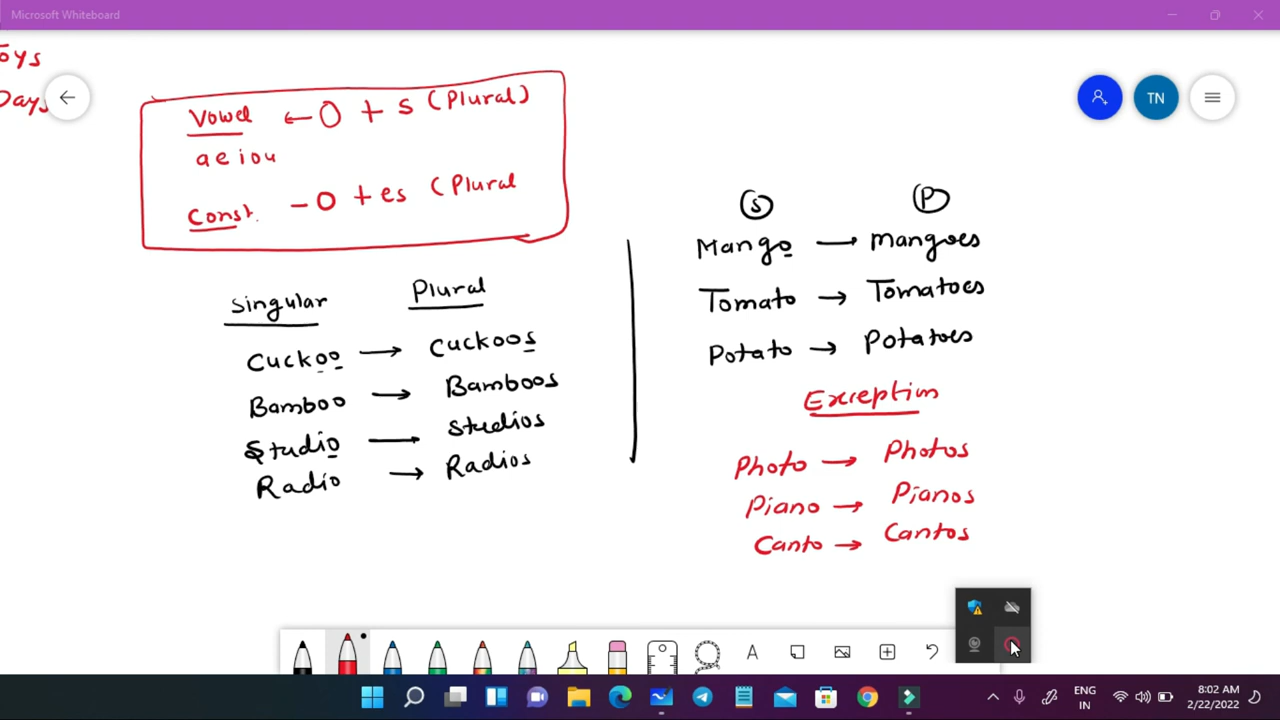 Microsoft Whiteboard
oys
Days
Vowel ← O + s (Plural)
a e i o u
Const. - O + es (Plural
TN
Singular Plural
Cuckoo → Cuckoos
Bamboo → Bamboos
Studio → Studios
Radio → Radios
S P
Mango → mangoes
Tomato → Tomatoes
Potato → Potatoes
Exception
Photo → Photos
Piano → Pianos
Canto → Cantos
A
ENG
IN
8:02 AM
2/22/2022